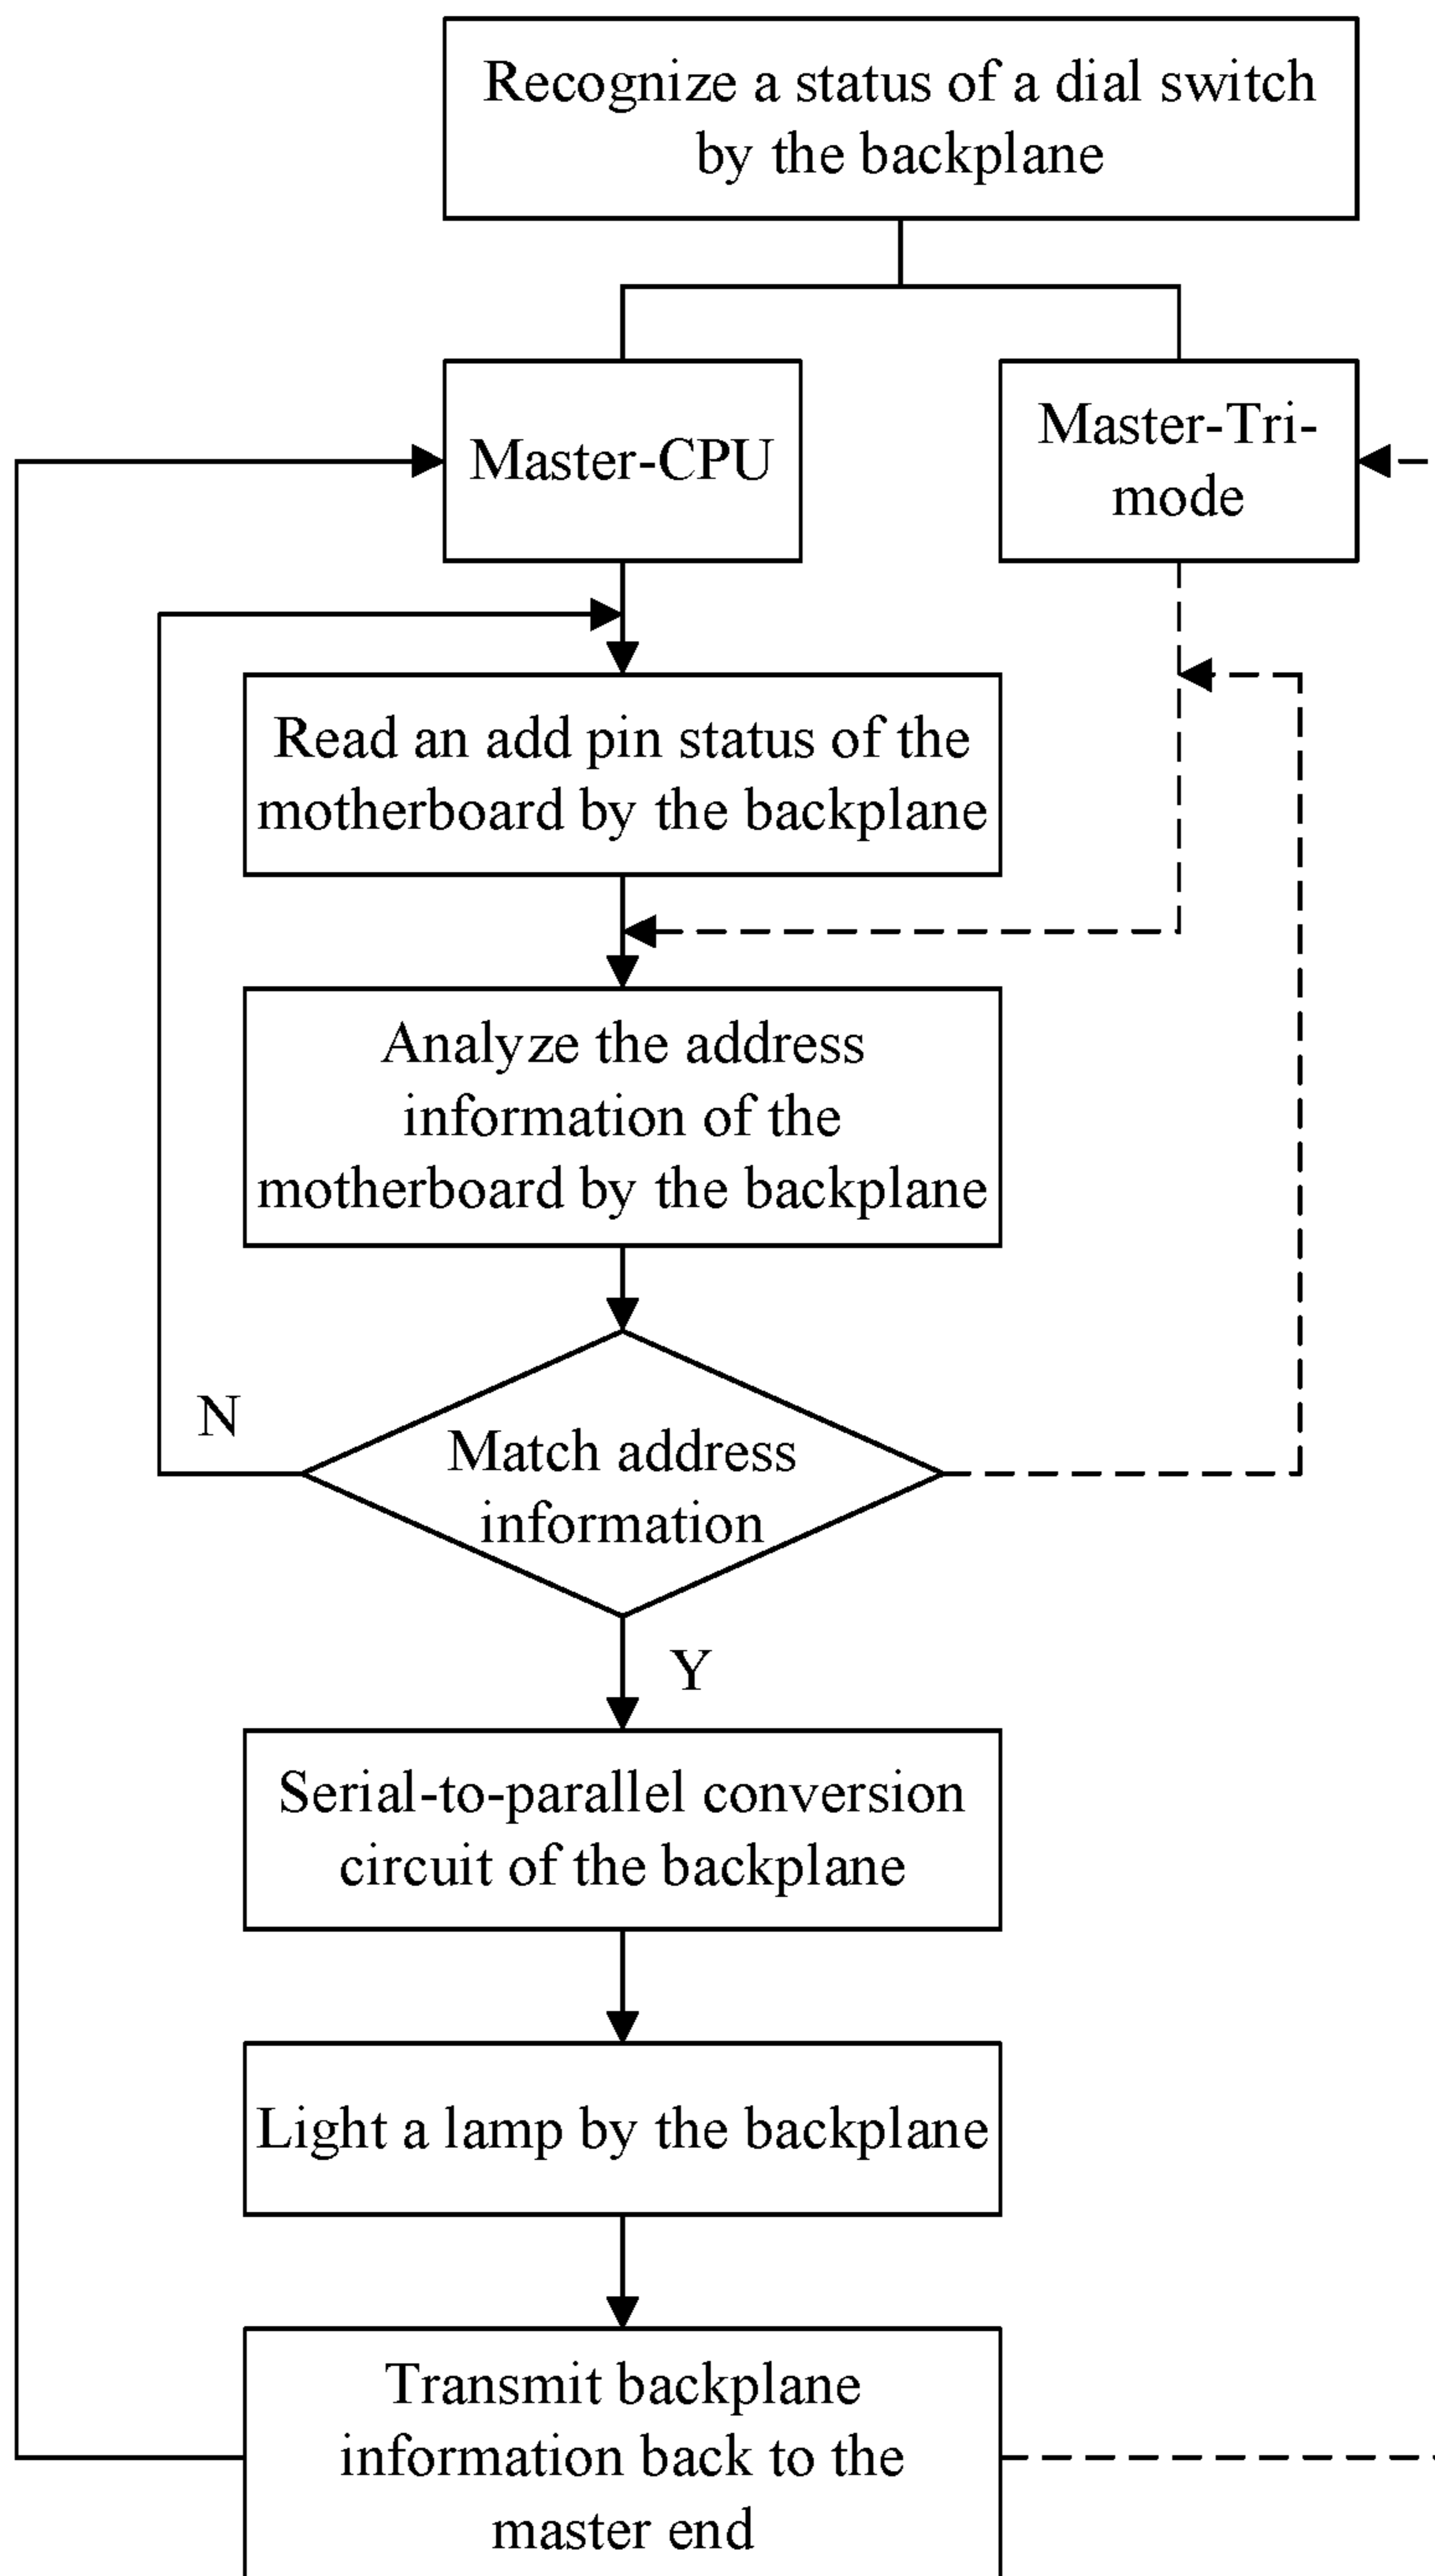 Recognize a status of a dial switch
by the backplane
Master-CPU
Master-Tri-
mode
Read an add pin status of the
motherboard by the backplane
Analyze the address
information of the
motherboard by the backplane
N
Match address
information
Y
Serial-to-parallel conversion
circuit of the backplane
Light a lamp by the backplane
Transmit backplane
information back to the
master end